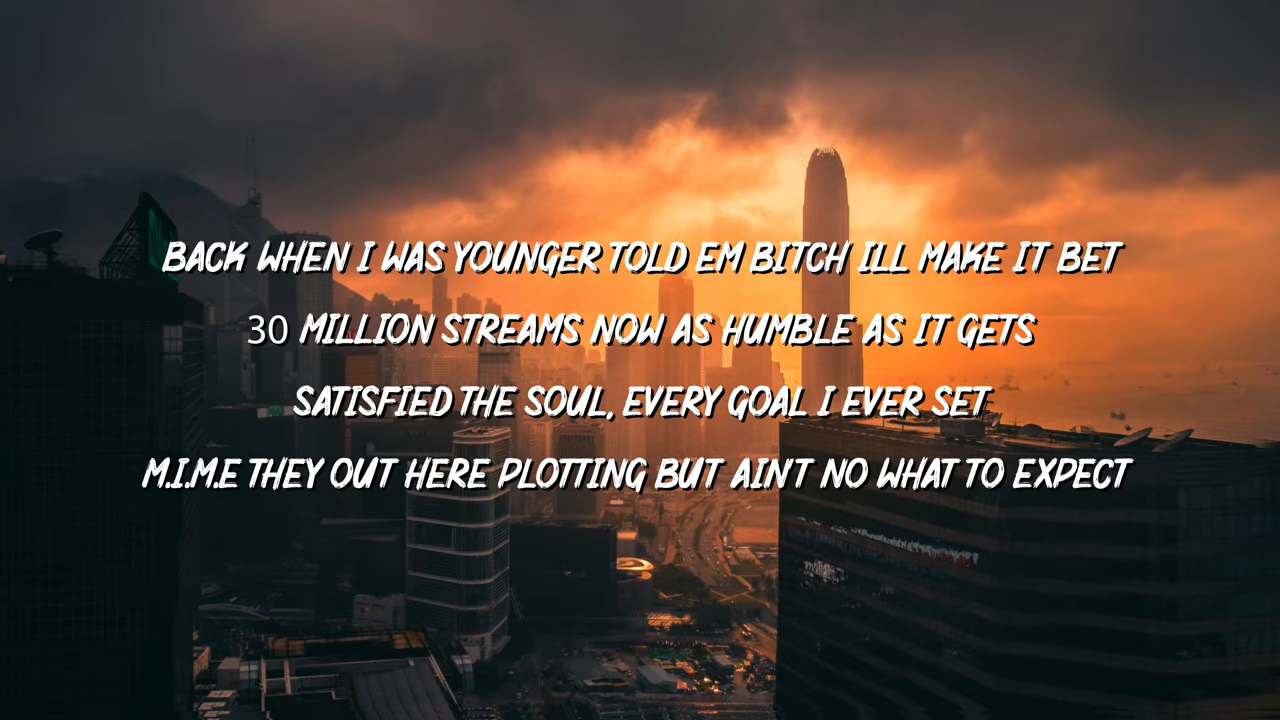 BACK WHEN I WAS YOUNGER TOLD EM BITCH ILL MAKE IT BET
30 MILLION STREAMS NOW AS HUMBLE AS IT GETS
SATISFIED THE SOUL, EVERY GOAL I EVER SET
M.I.M.E THEY OUT HERE PLOTTING BUT AIN'T NO WHAT TO EXPECT